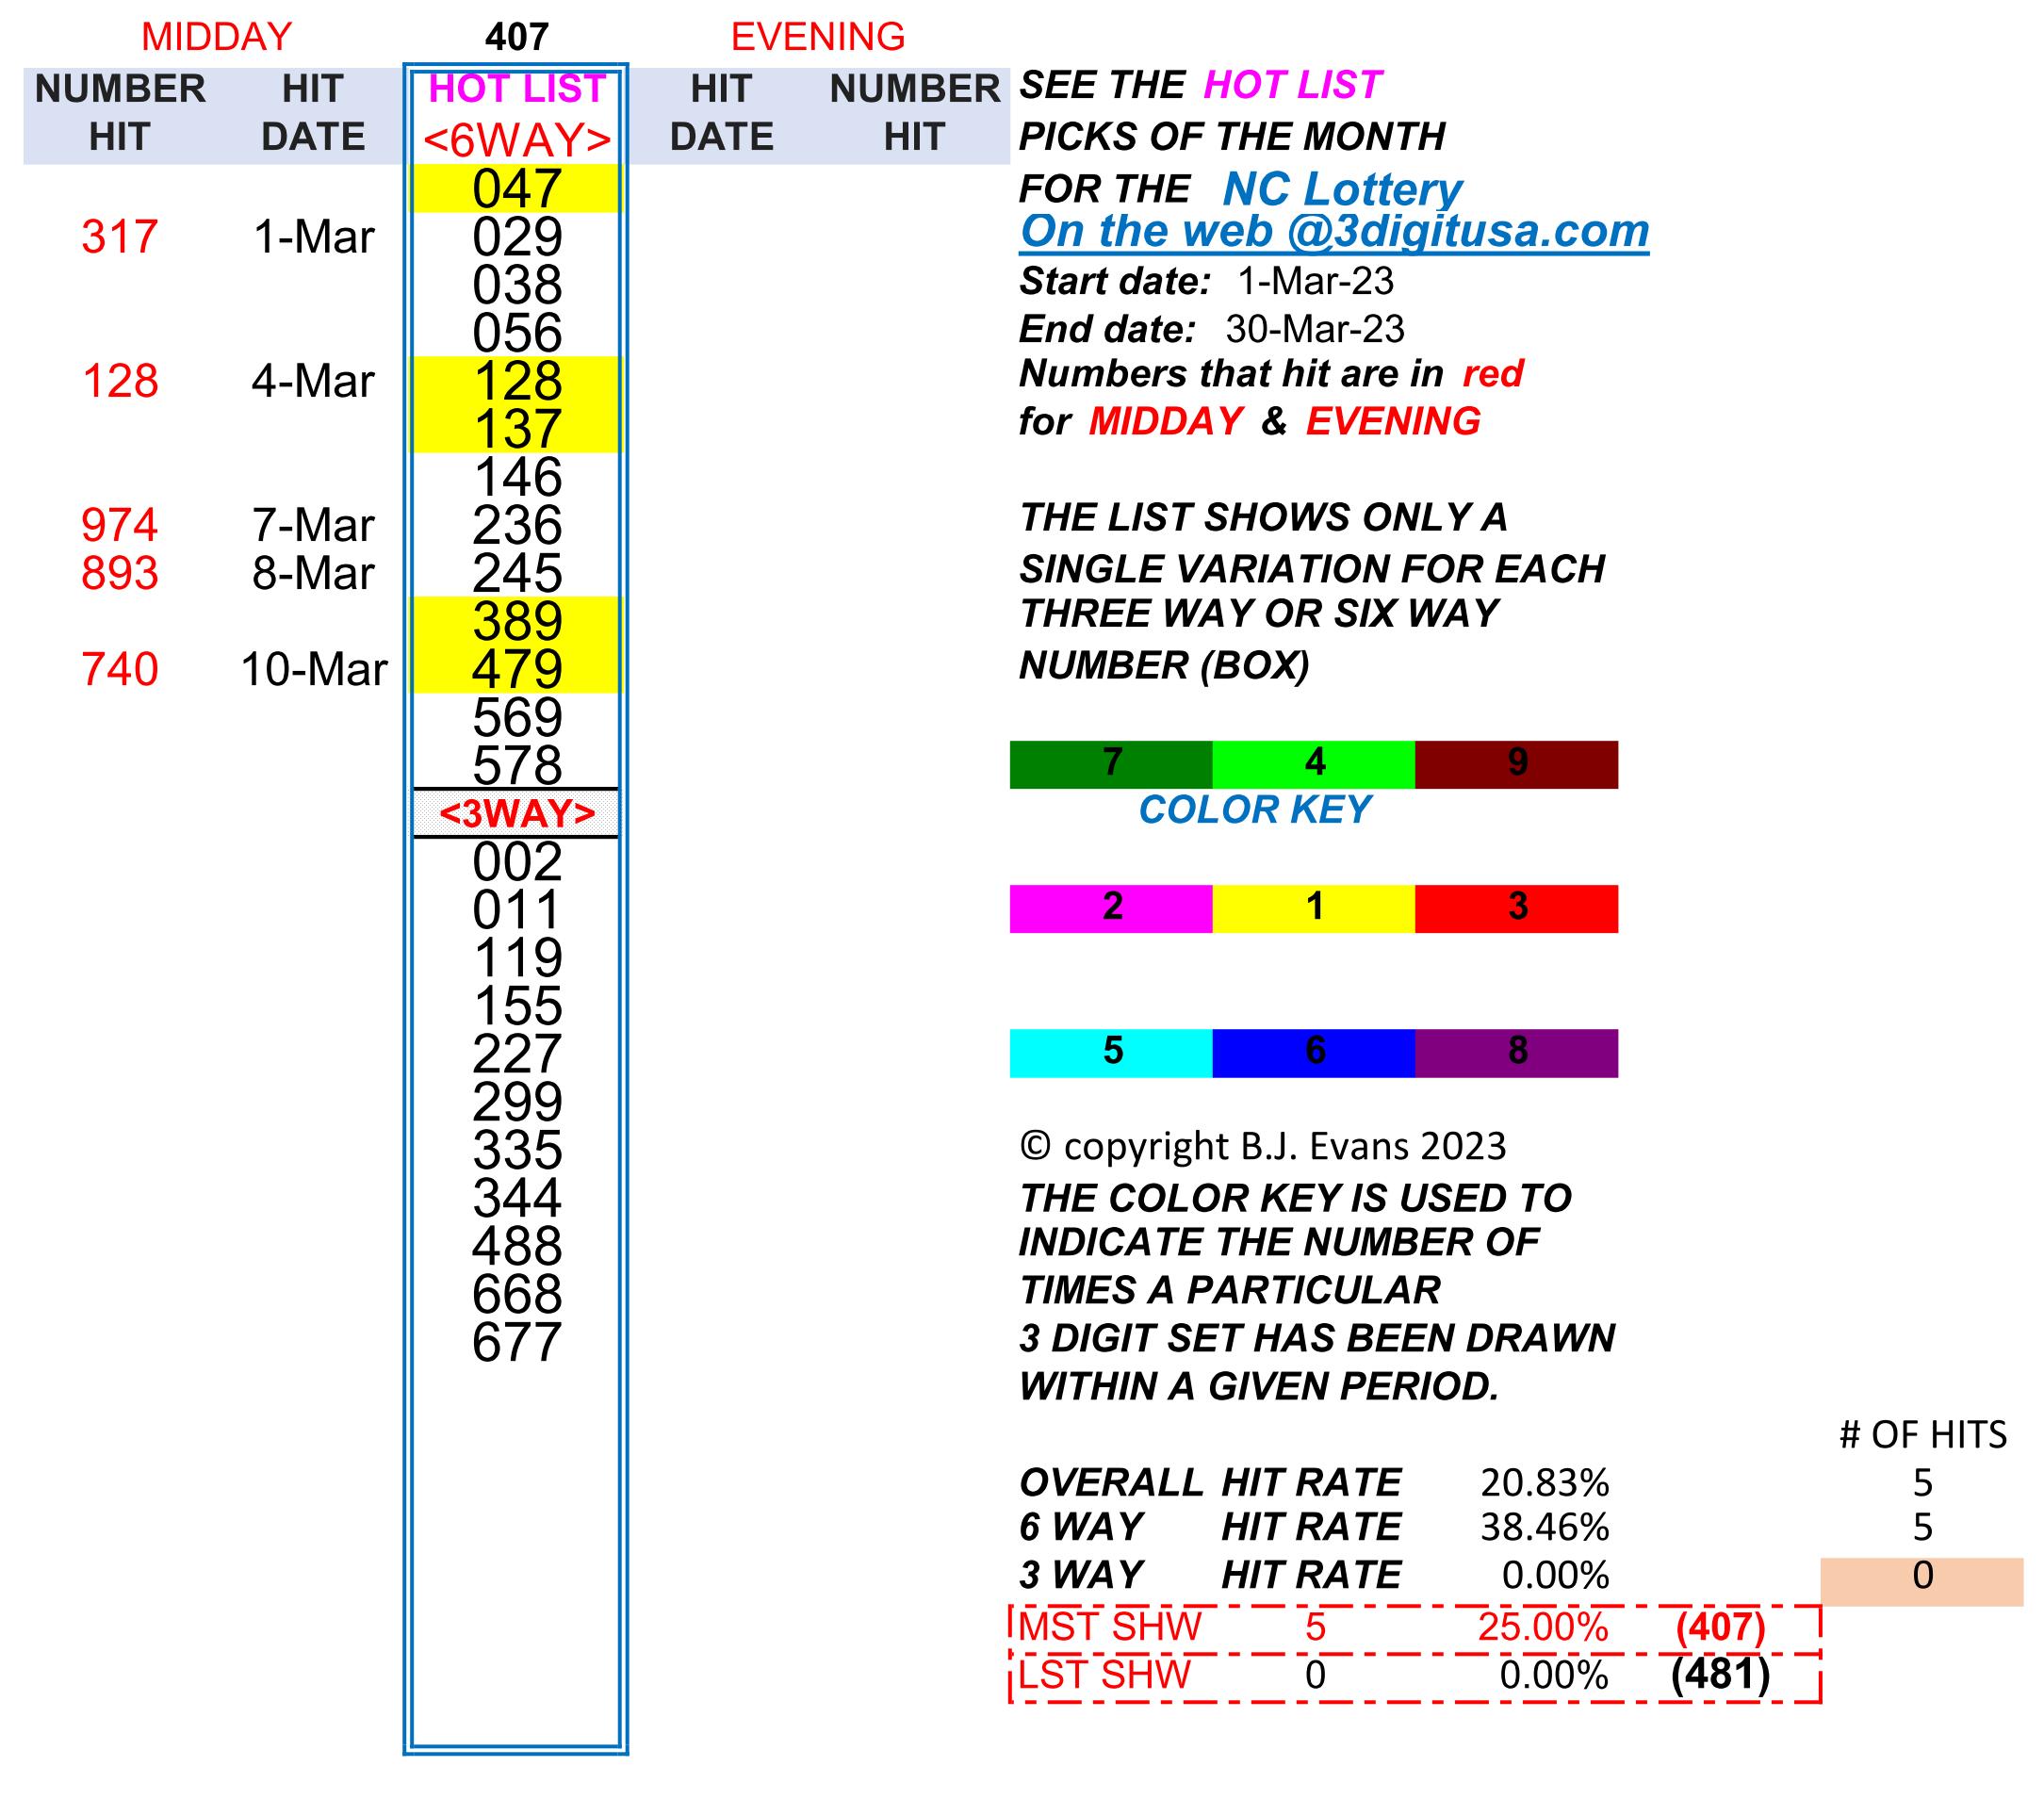 MIDDAY 407 EVENING
NUMBER HIT HOT LIST HIT NUMBER SEE THE HOT LIST
HIT DATE <6WAY> DATE HIT PICKS OF THE MONTH
047 FOR THE NC Lottery
317 1-Mar 029 On the web @3digitusa.com
038 Start date: 1-Mar-23
056 End date: 30-Mar-23
128 4-Mar 128 Numbers that hit are in red
137 for MIDDAY & EVENING
146
974 7-Mar 236 THE LIST SHOWS ONLY A
893 8-Mar 245 SINGLE VARIATION FOR EACH
389 THREE WAY OR SIX WAY
740 10-Mar 479 NUMBER (BOX)
569
578 7 4 9
<3WAY> COLOR KEY
002
011 2 1 3
119
155
227 5 6 8
299
335 © copyright B.J. Evans 2023
344 THE COLOR KEY IS USED TO
488 INDICATE THE NUMBER OF
668 TIMES A PARTICULAR
677 3 DIGIT SET HAS BEEN DRAWN
WITHIN A GIVEN PERIOD.
# OF HITS
OVERALL HIT RATE 20.83% 5
6 WAY HIT RATE 38.46% 5
3 WAY HIT RATE 0.00% 0
MST SHW 5 25.00% (407)
LST SHW 0 0.00% (481)